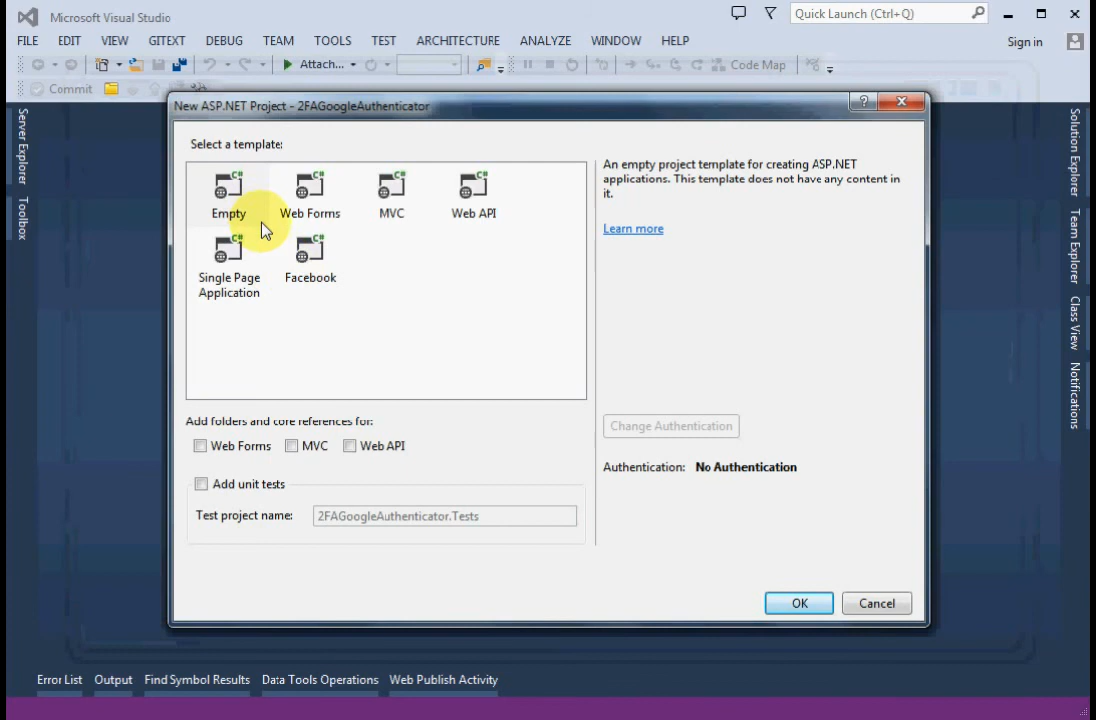 Microsoft Visual Studio
Quick Launch (Ctrl+Q)
FILE EDIT VIEW GITEXT DEBUG TEAM TOOLS TEST ARCHITECTURE ANALYZE WINDOW HELP
Sign in
Attach...
Code Map
Commit
Server Explorer
Toolbox
New ASP.NET Project - 2FAGoogleAuthenticator
?
Select a template:
Empty
Web Forms
MVC
Web API
Single Page
Application
Facebook
An empty project template for creating ASP.NET
applications. This template does not have any content in
it.
Learn more
Add folders and core references for:
Web Forms MVC Web API
Add unit tests
Test project name: 2FAGoogleAuthenticator.Tests
Change Authentication
Authentication: No Authentication
OK Cancel
Solution Explorer
Team Explorer
Class View
Notifications
Error List Output Find Symbol Results Data Tools Operations Web Publish Activity